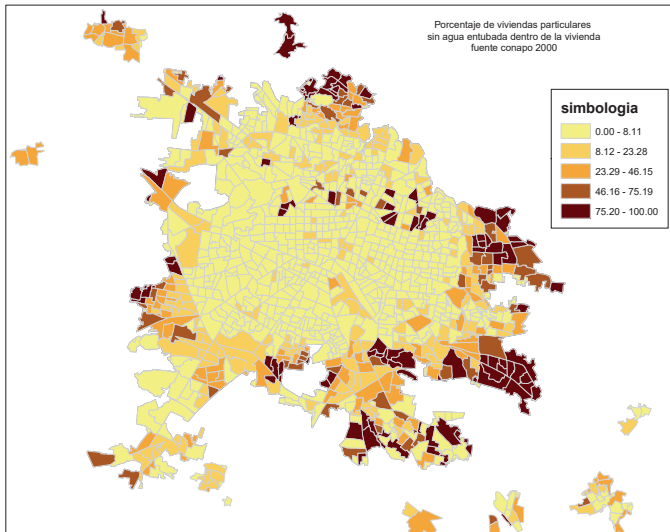 Porcentaje de viviendas particulares
sin agua entubada dentro de la vivienda
fuente conapo 2000
simbologia
0.00 - 8.11
8.12 - 23.28
23.29 - 46.15
46.16 - 75.19
75.20 - 100.00